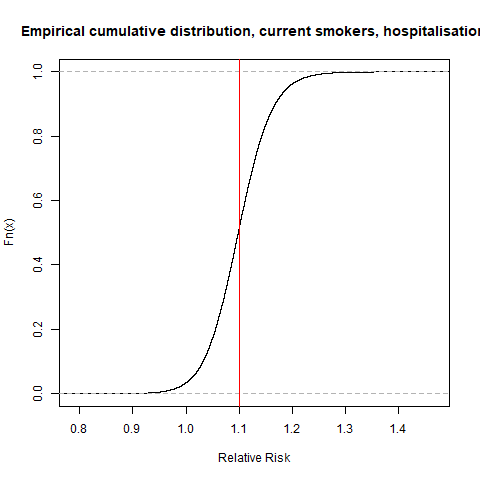 Empirical cumulative distribution, current smokers, hospitalisation
Fn(x)
1.0
0.8
0.6
0.4
0.2
0.0
0.8 0.9 1.0 1.1 1.2 1.3 1.4
Relative Risk